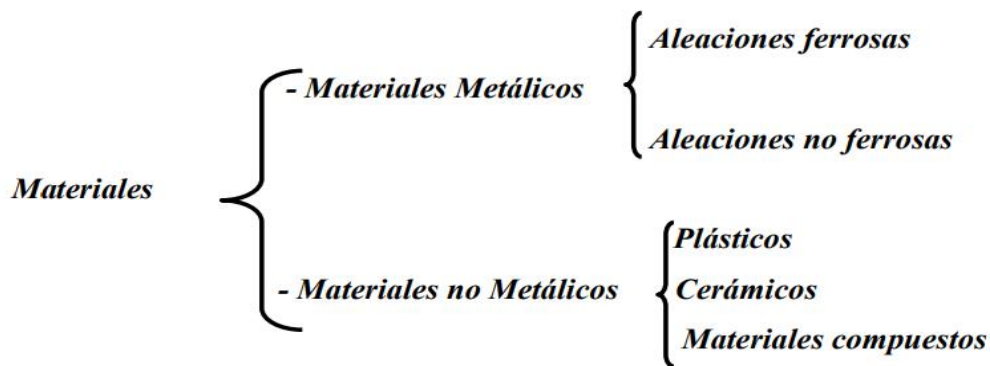 Materiales
- Materiales Metálicos
Aleaciones ferrosas
Aleaciones no ferrosas
- Materiales no Metálicos
Plásticos
Cerámicos
Materiales compuestos